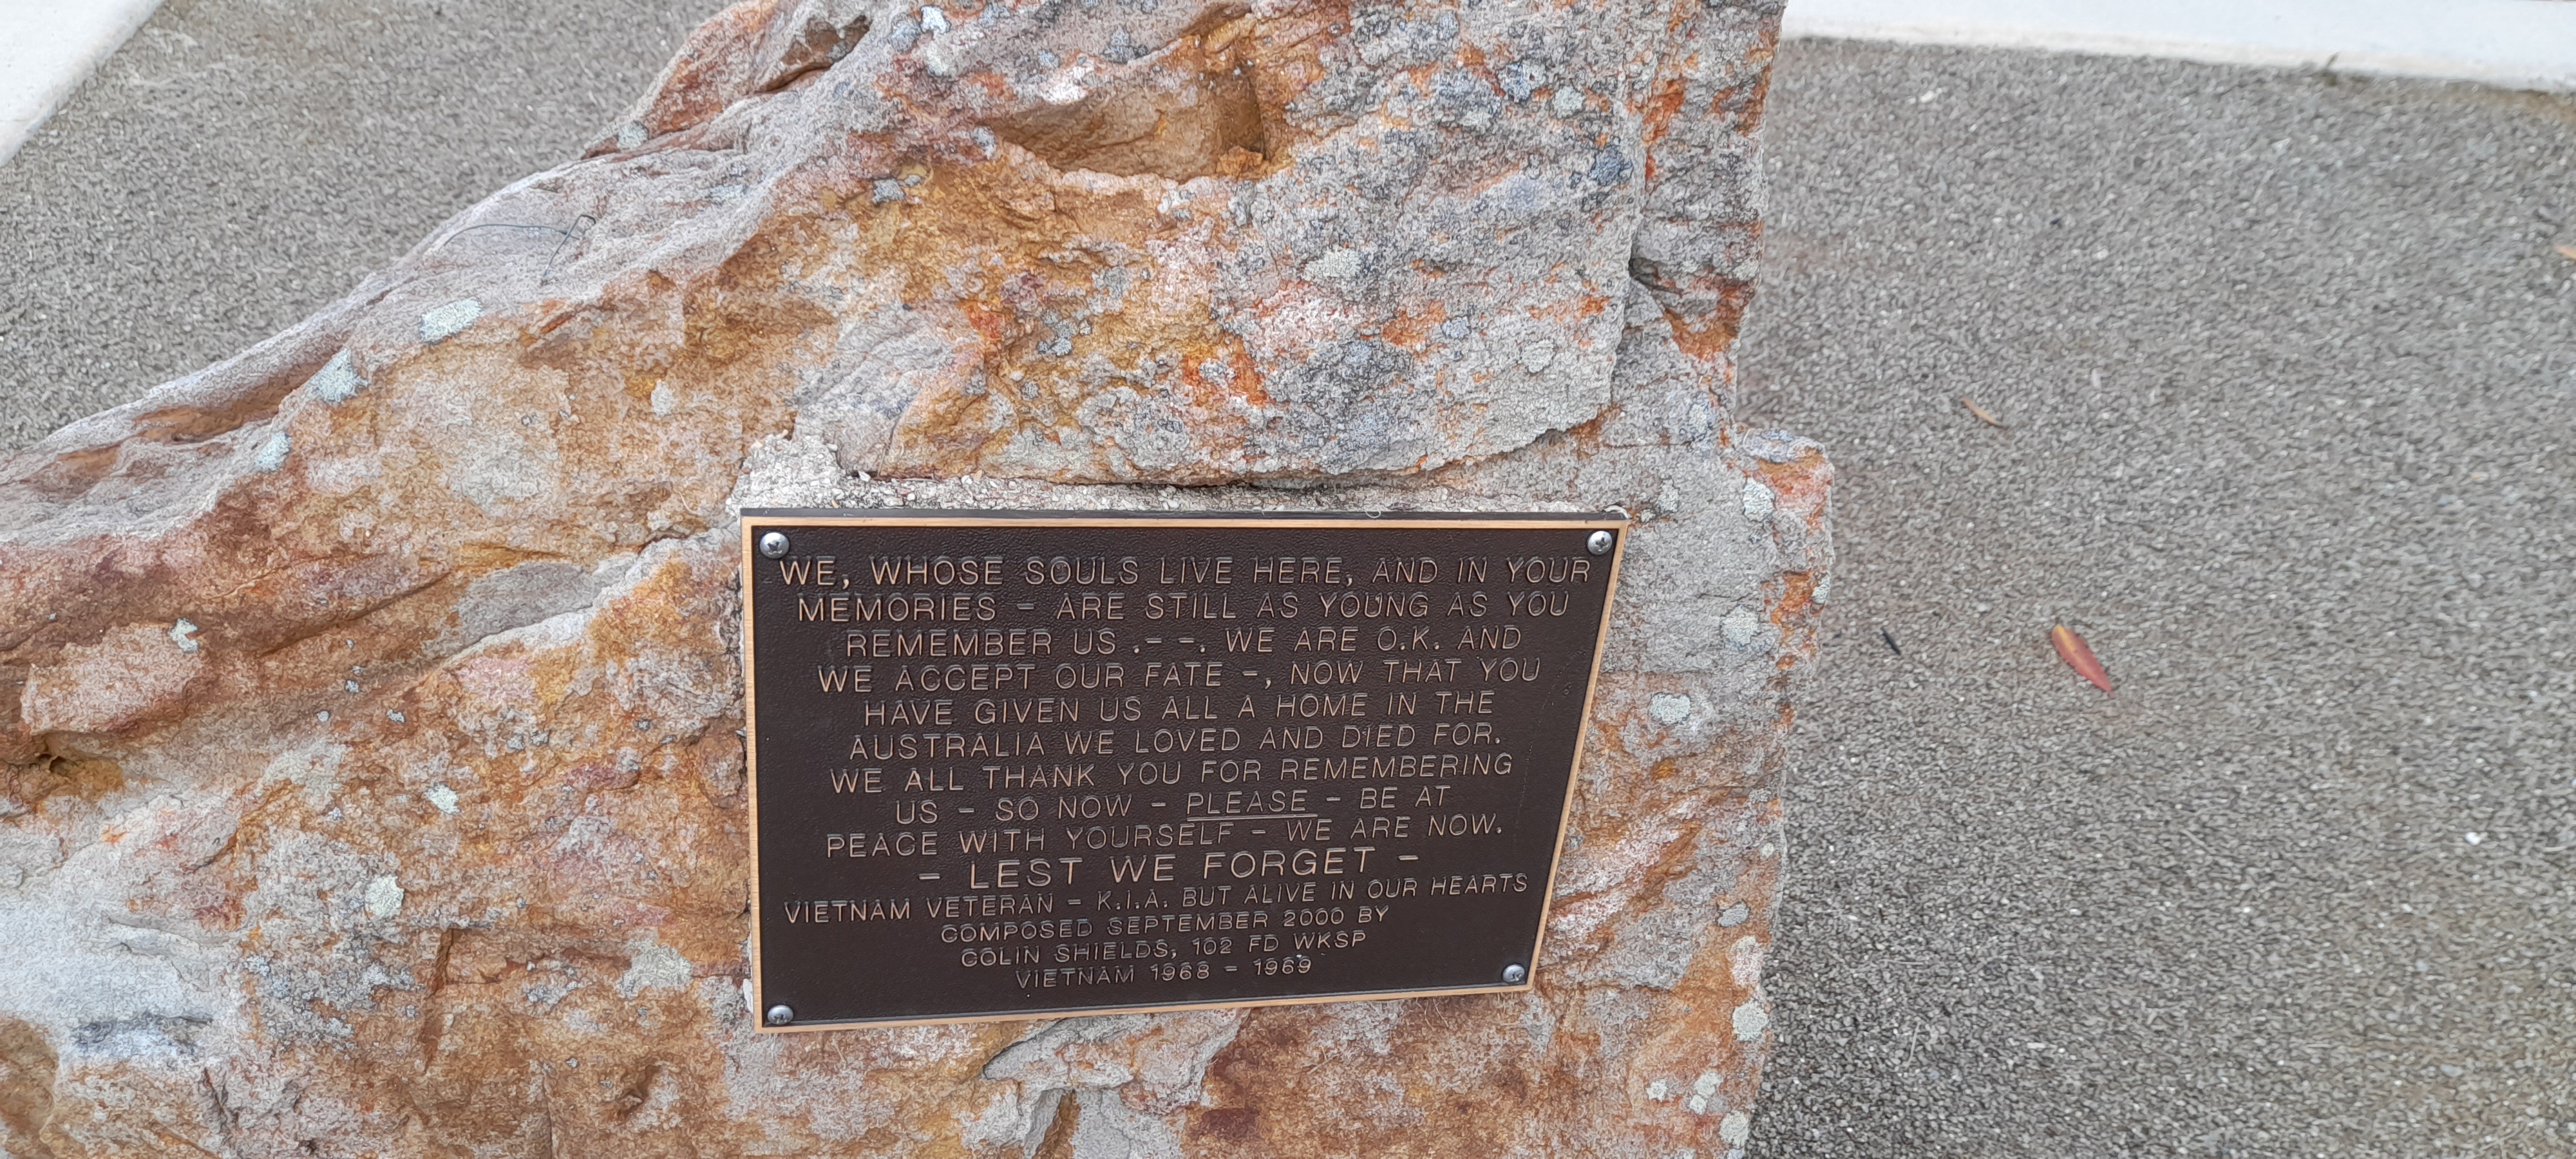 WE, WHOSE SOULS LIVE HERE, AND IN YOUR
MEMORIES - ARE STILL AS YOUNG AS YOU
REMEMBER US .- -. WE ARE O.K. AND
WE ACCEPT OUR FATE -, NOW THAT YOU
HAVE GIVEN US ALL A HOME IN THE
AUSTRALIA WE LOVED AND DIED FOR.
WE ALL THANK YOU FOR REMEMBERING
US - SO NOW - PLEASE - BE AT
PEACE WITH YOURSELF - WE ARE NOW.
- LEST WE FORGET -
VIETNAM VETERAN - K.I.A. BUT ALIVE IN OUR HEARTS
COMPOSED SEPTEMBER 2000 BY
COLIN SHIELDS, 102 FD WKSP
VIETNAM 1968 - 1969